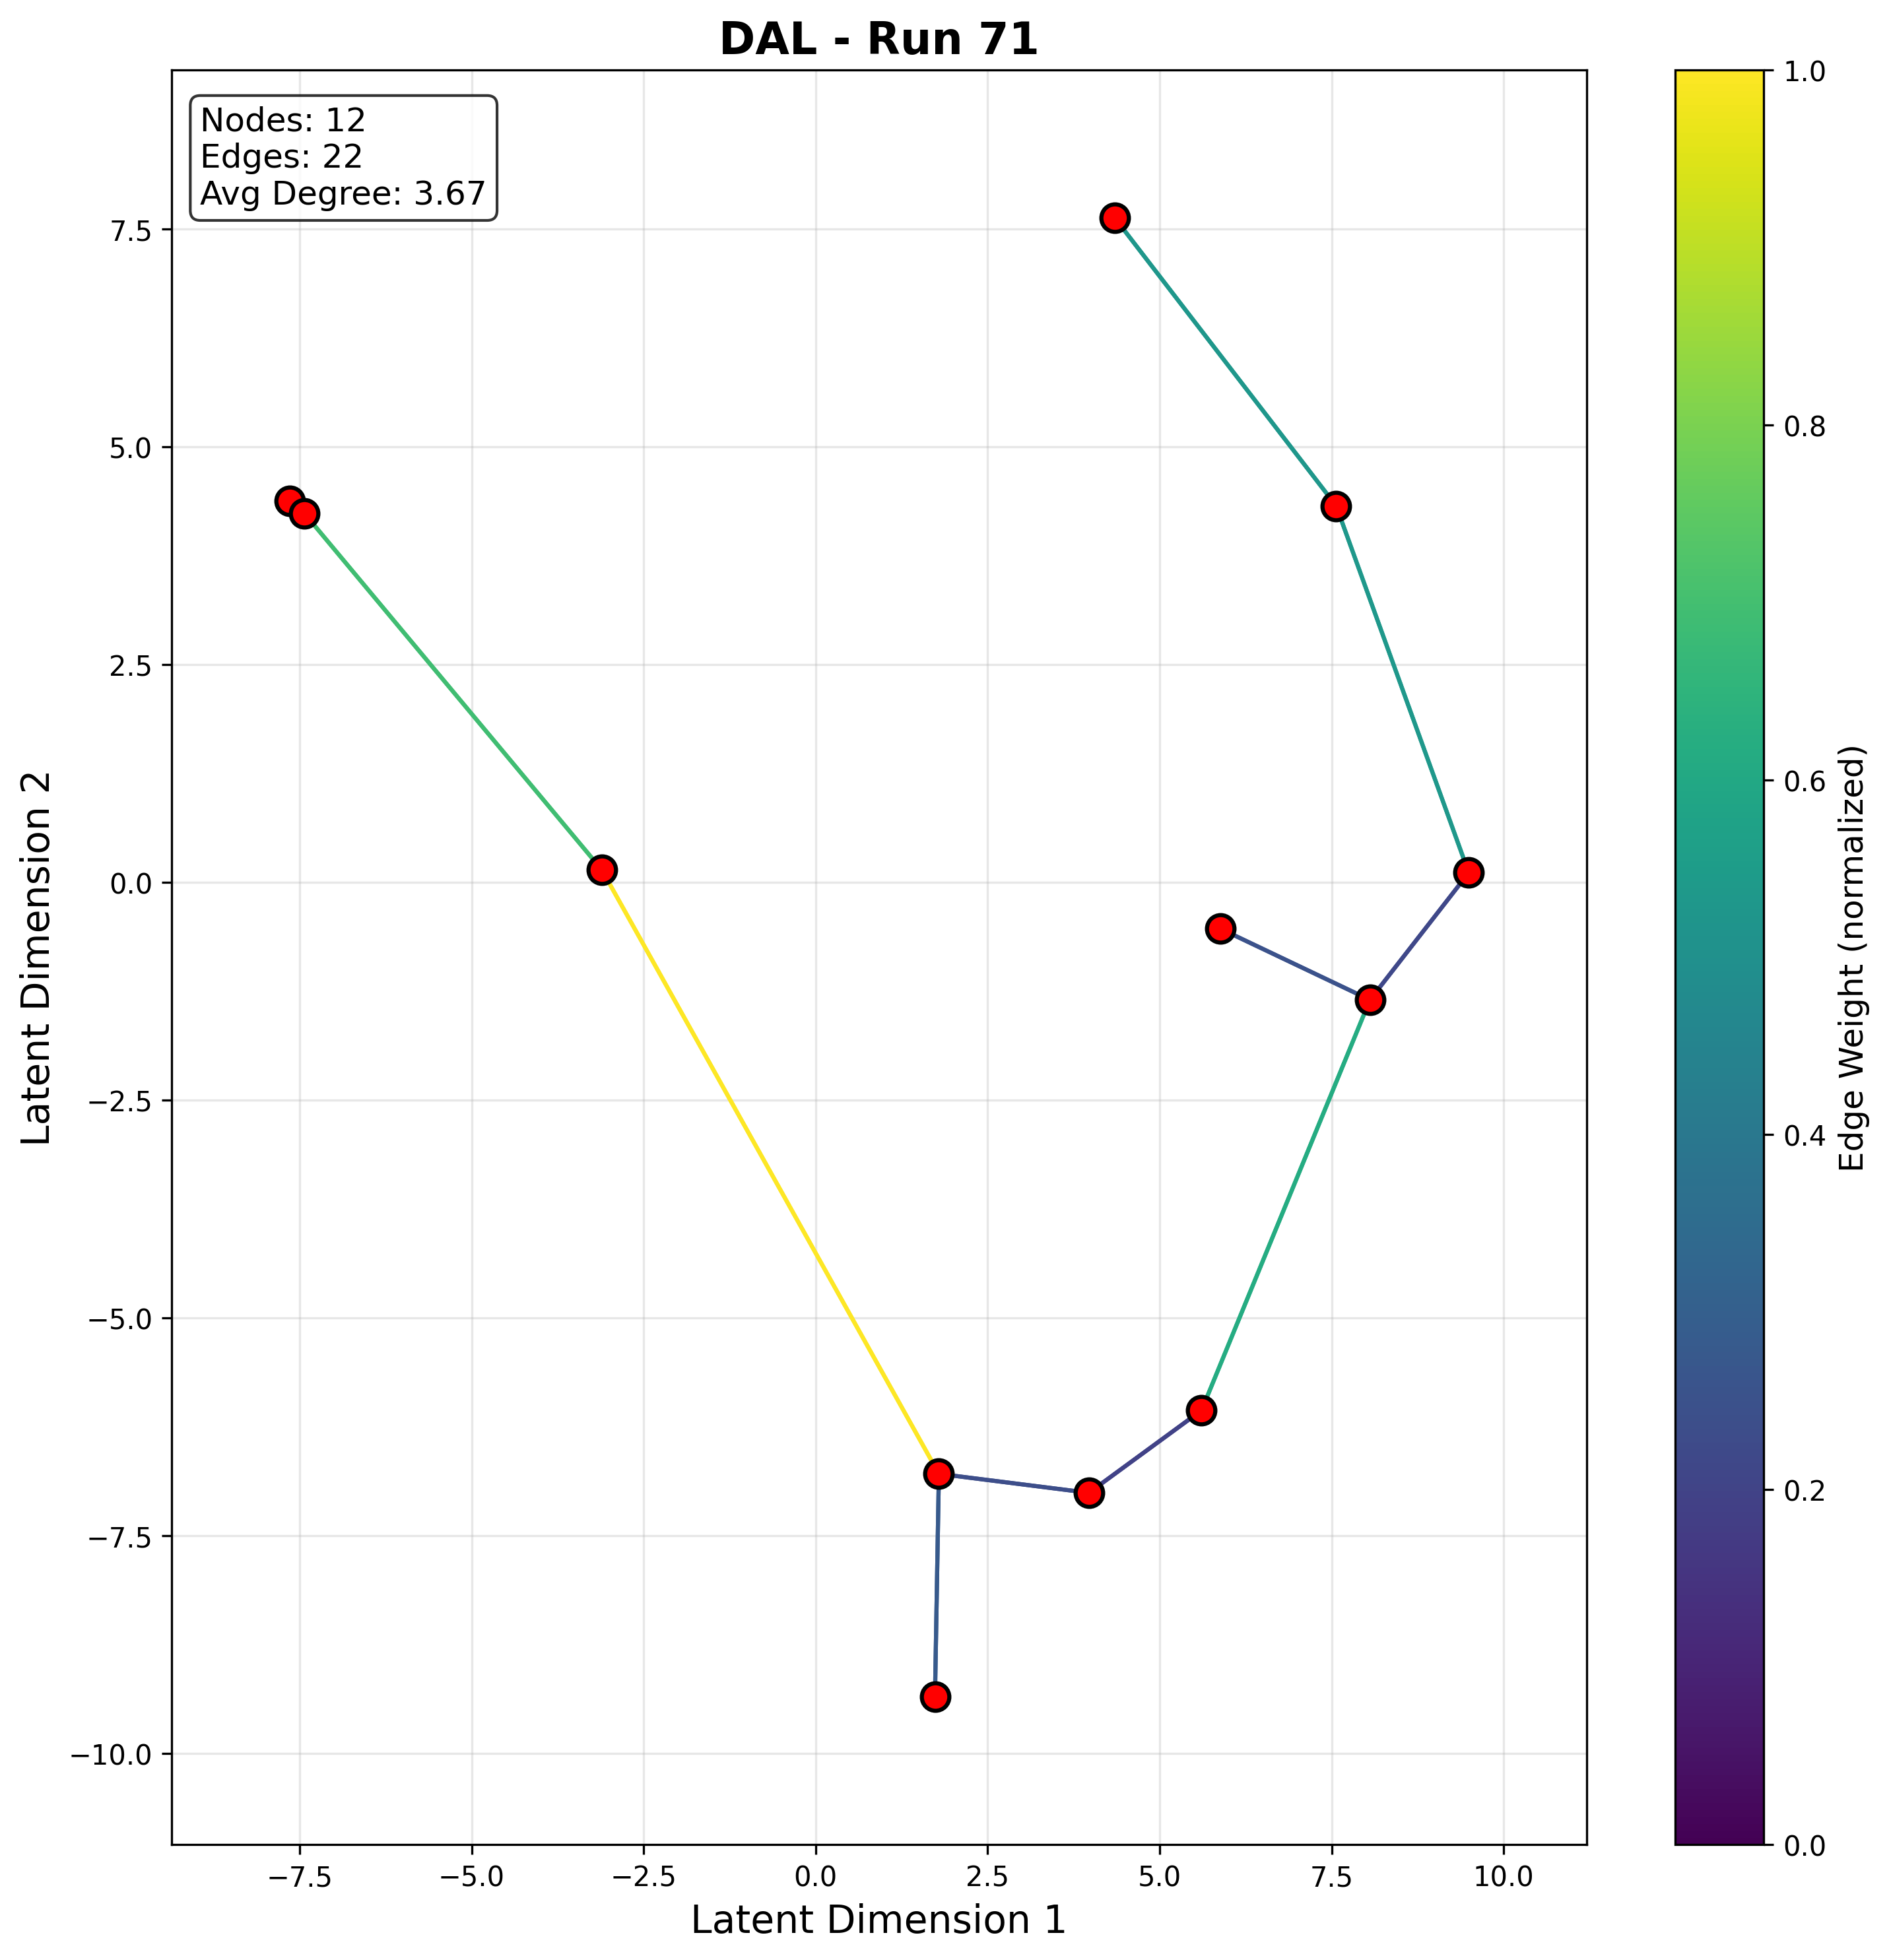 DAL - Run 71
Nodes: 12
Edges: 22
Avg Degree: 3.67
7.5
5.0
2.5
0.0
−2.5
−5.0
−7.5
−10.0
Latent Dimension 2
−7.5 −5.0 −2.5 0.0 2.5 5.0 7.5 10.0
Latent Dimension 1
1.0
0.8
0.6
0.4
0.2
0.0
Edge Weight (normalized)